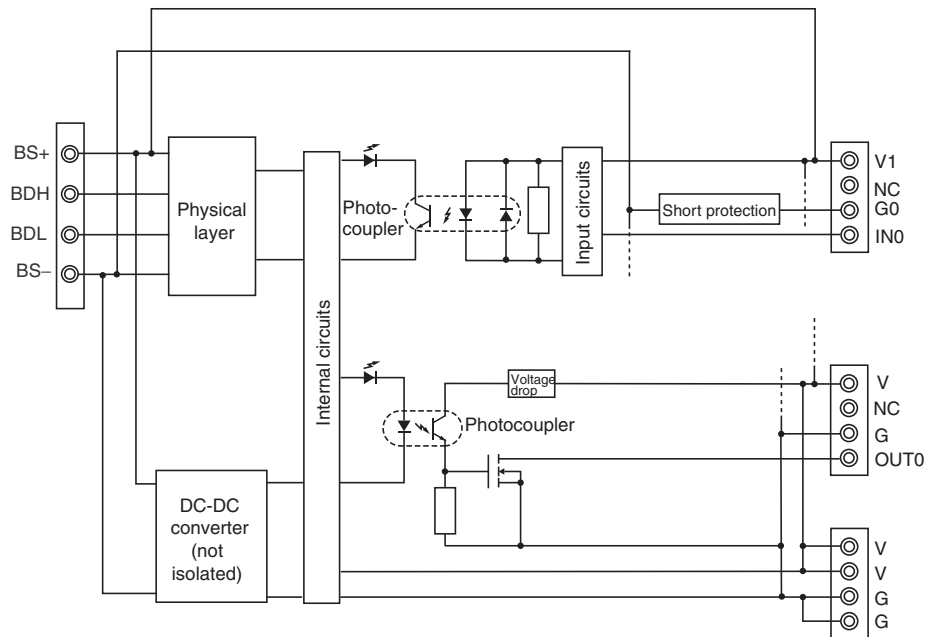 BS+
BDH
BDL
BS−
Physical
layer
Internal circuits
Photo-
coupler
Input circuits
Short protection
V1
NC
G0
IN0
Voltage
drop
Photocoupler
V
NC
G
OUT0
DC-DC
converter
(not
isolated)
V
V
G
G